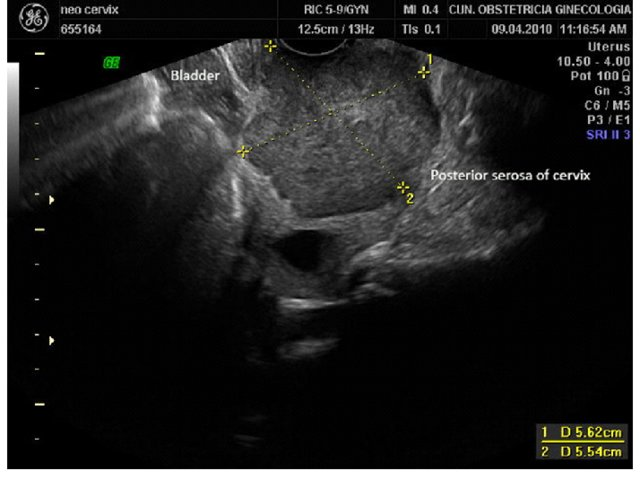 neo cervix RIC 5-9/GYN MI 0.4 CLIN. OBSTETRICIA GINECOLOGIA
655164 12.5cm / 13Hz TIs 0.1 09.04.2010 11:16:54 AM
GE
Uterus
10.50 - 4.00
Pot 100
Gn -3
C6 / M5
P3 / E1
SRI II 3
Bladder
1
Posterior serosa of cervix
2
1 D 5.62cm
2 D 5.54cm